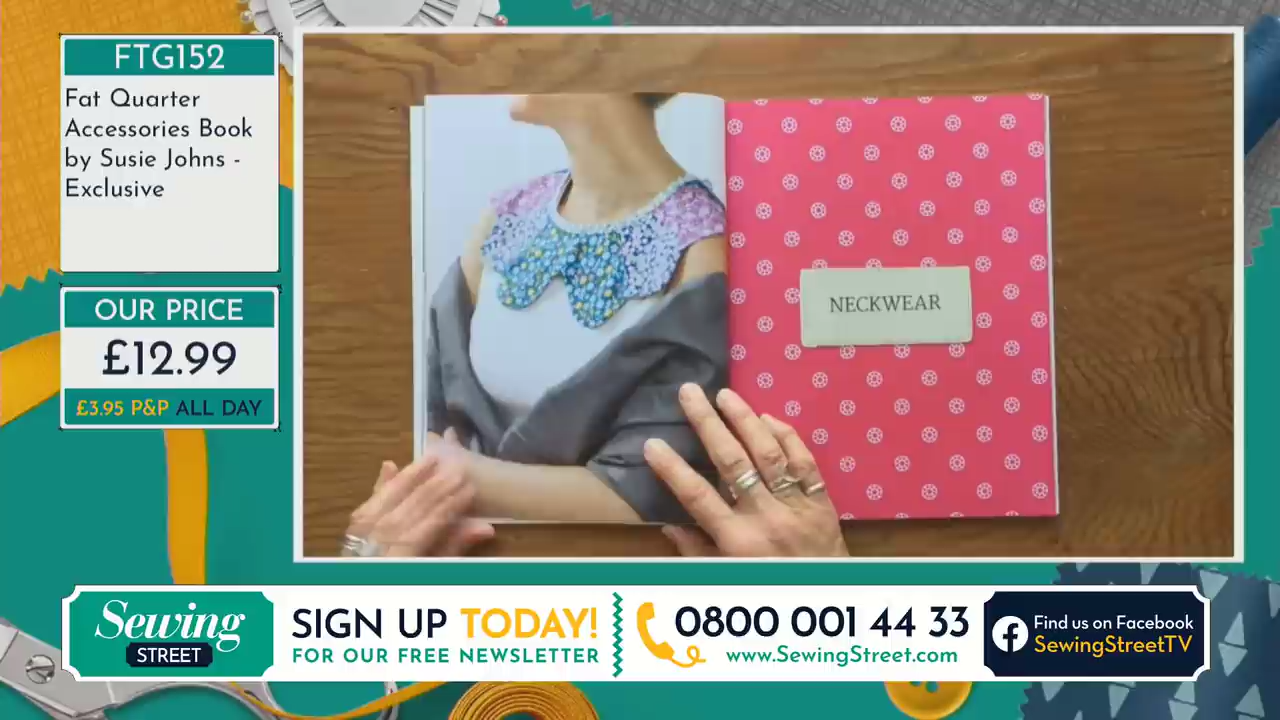 FTG152
Fat Quarter
Accessories Book
by Susie Johns -
Exclusive
OUR PRICE
£12.99
£3.95 P&P ALL DAY
NECKWEAR
Sewing
STREET
SIGN UP TODAY!
FOR OUR FREE NEWSLETTER
0800 001 44 33
www.SewingStreet.com
Find us on Facebook
SewingStreetTV